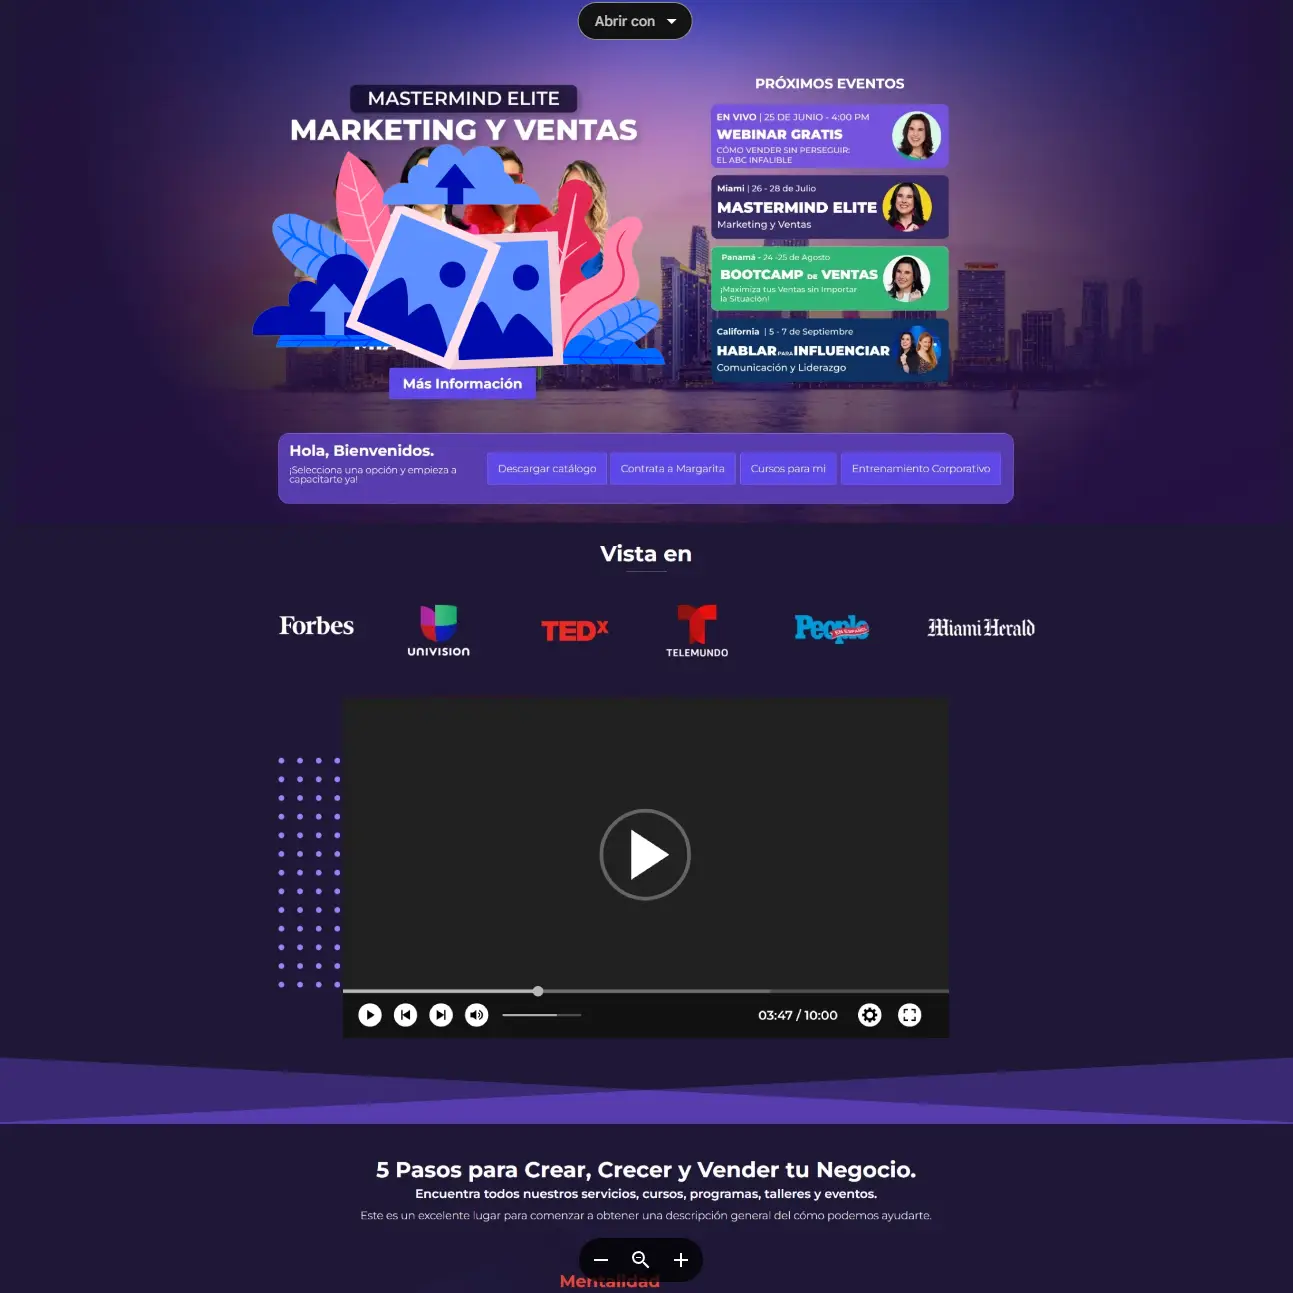 Abrir con
MASTERMIND ELITE
MARKETING Y VENTAS
Más Información
PRÓXIMOS EVENTOS
EN VIVO | 25 DE JUNIO - 4:00 PM
WEBINAR GRATIS
CÓMO VENDER SIN PERSEGUIR:
EL ABC INFALIBLE
Miami | 26 - 28 de Julio
MASTERMIND ELITE
Marketing y Ventas
Panamá - 24 -25 de Agosto
BOOTCAMP DE VENTAS
¡Maximiza tus Ventas sin Importar
la Situación!
California | 5 - 7 de Septiembre
HABLAR PARA INFLUENCIAR
Comunicación y Liderazgo
Hola, Bienvenidos.
¡Selecciona una opción y empieza a
capacitarte ya!
Descargar catálogo
Contrata a Margarita
Cursos para mi
Entrenamiento Corporativo
Vista en
Forbes
UNIVISION
TEDx
TELEMUNDO
People EN ESPAÑOL
Miami Herald
03:47 / 10:00
5 Pasos para Crear, Crecer y Vender tu Negocio.
Encuentra todos nuestros servicios, cursos, programas, talleres y eventos.
Este es un excelente lugar para comenzar a obtener una descripción general del cómo podemos ayudarte.
Mentalidad